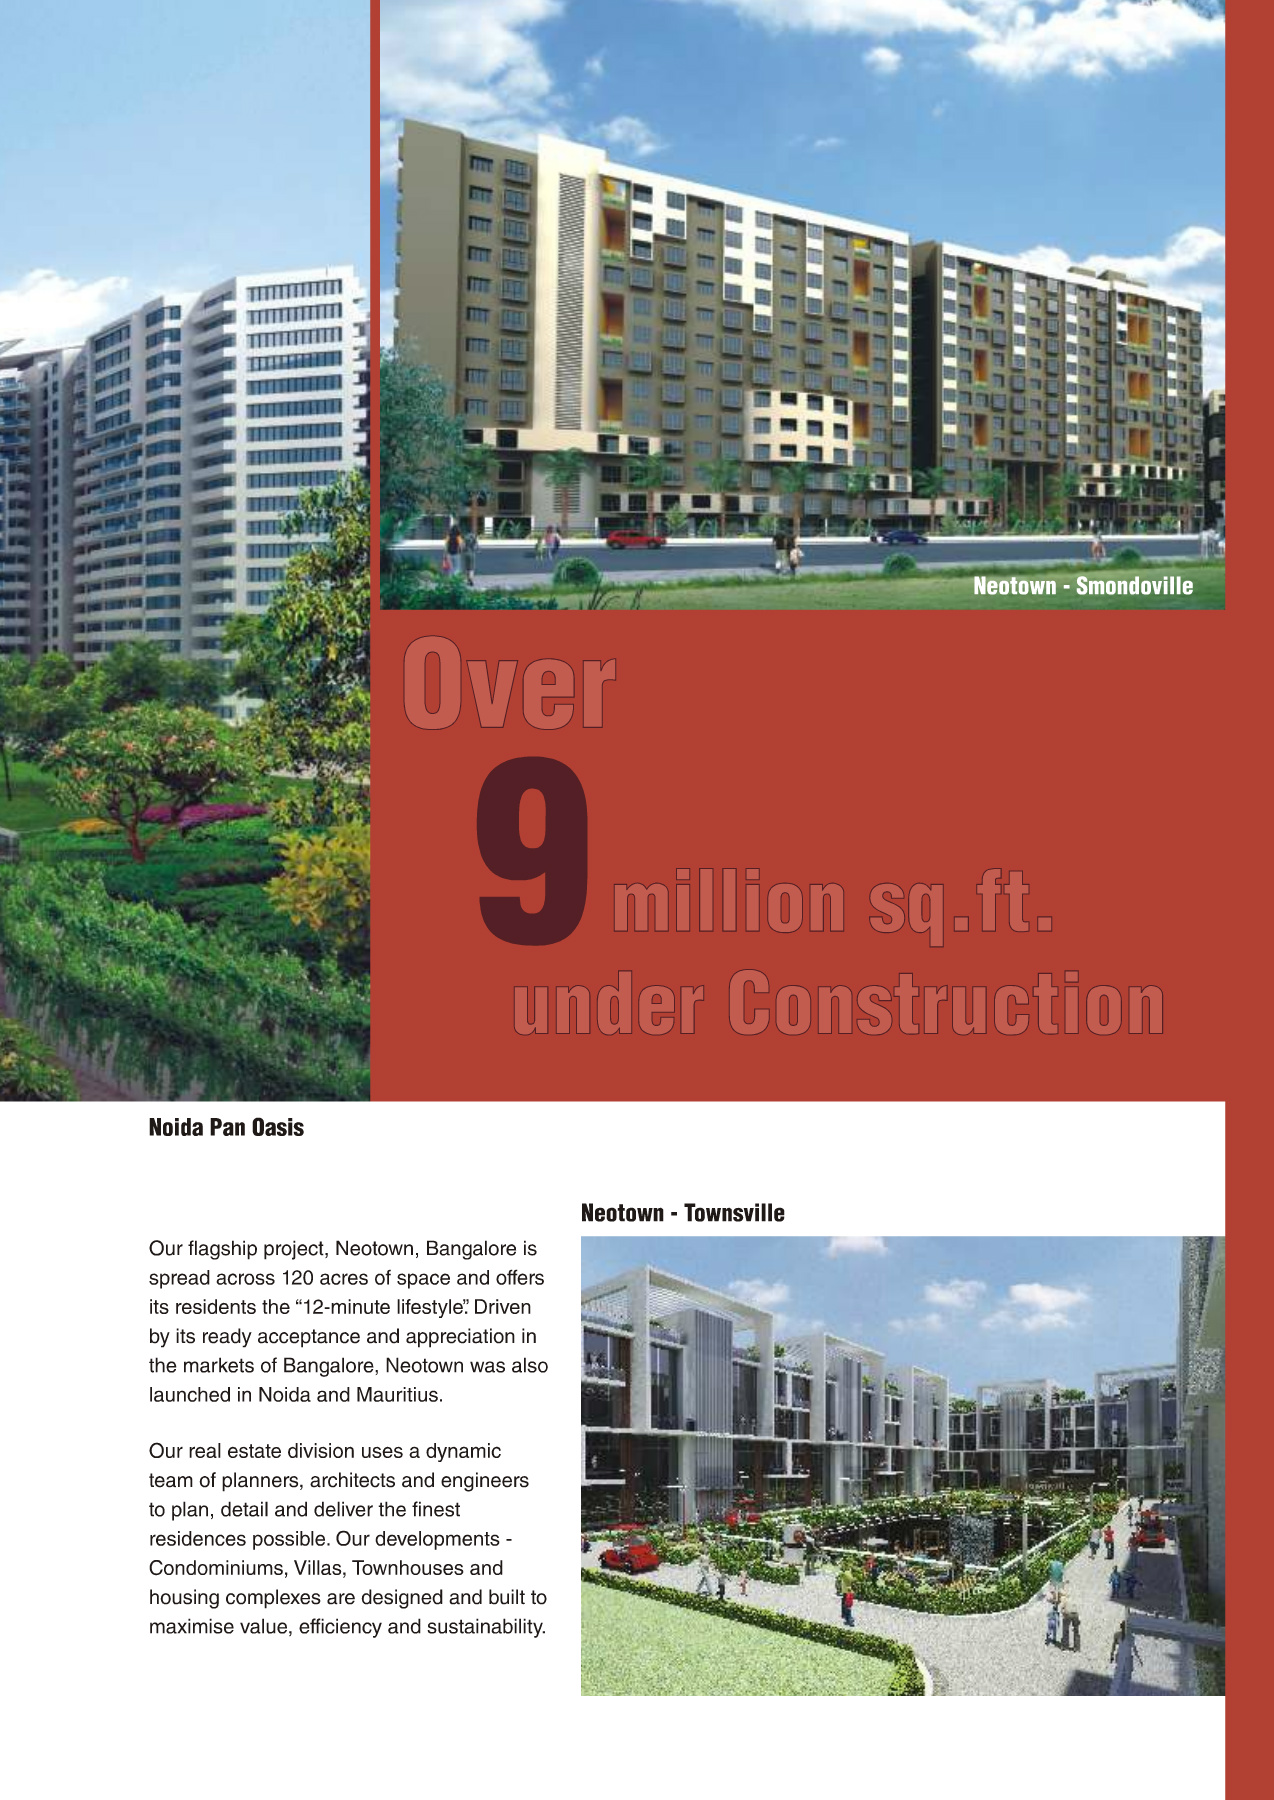 Neotown - Smondoville
Over
9 million sq.ft.
under Construction
Noida Pan Oasis
Neotown - Townsville
Our flagship project, Neotown, Bangalore is
spread across 120 acres of space and offers
its residents the “12-minute lifestyle”. Driven
by its ready acceptance and appreciation in
the markets of Bangalore, Neotown was also
launched in Noida and Mauritius.
Our real estate division uses a dynamic
team of planners, architects and engineers
to plan, detail and deliver the finest
residences possible. Our developments -
Condominiums, Villas, Townhouses and
housing complexes are designed and built to
maximise value, efficiency and sustainability.